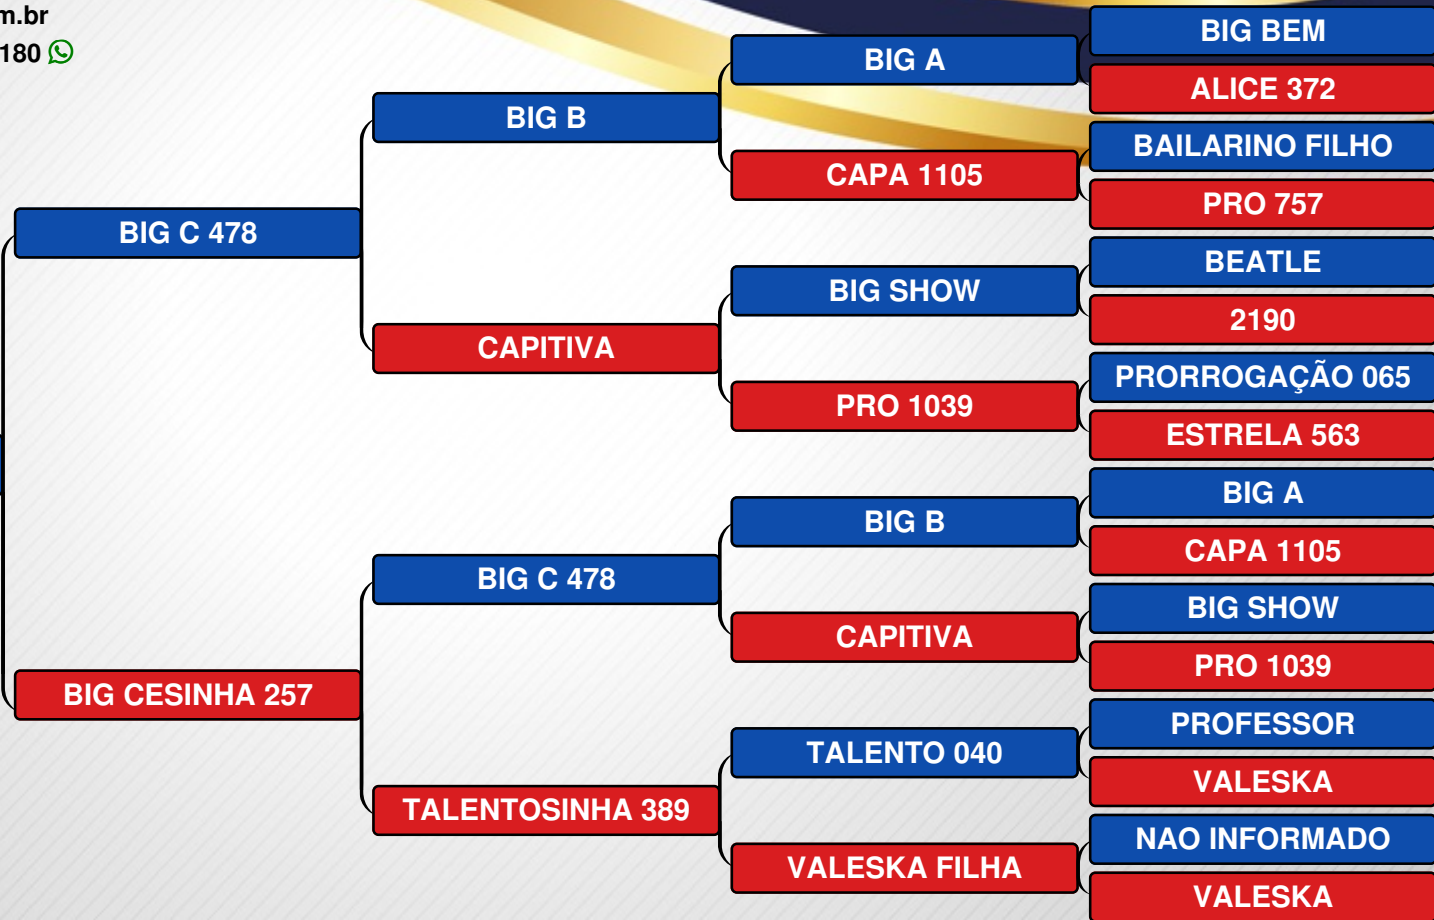 m.br
180
BIG C 478
BIG CESINHA 257
BIG B
CAPITIVA
BIG C 478
TALENTOSINHA 389
BIG A
CAPA 1105
BIG SHOW
PRO 1039
BIG B
CAPITIVA
TALENTO 040
VALESKA FILHA
BIG BEM
ALICE 372
BAILARINO FILHO
PRO 757
BEATLE
2190
PRORROGAÇÃO 065
ESTRELA 563
BIG A
CAPA 1105
BIG SHOW
PRO 1039
PROFESSOR
VALESKA
NAO INFORMADO
VALESKA